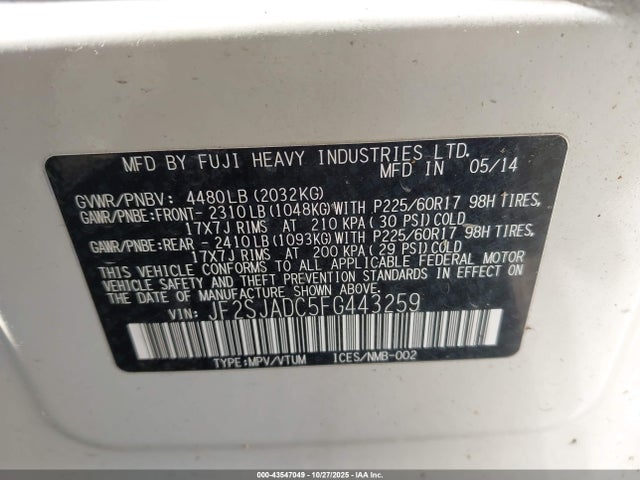 MFD BY FUJI HEAVY INDUSTRIES LTD.
MFD IN 05/14
GVWR/PNBV: 4480LB(2032KG)
GAWR/PNBE:FRONT- 2310LB(1048KG)WITH P225/60R17 98H TIRES,
17X7J RIMS AT 210 KPA(30 PSI)COLD
GAWR/PNBE:REAR - 2410LB(1093KG)WITH P225/60R17 98H TIRES,
17X7J RIMS AT 200 KPA(29 PSI)COLD
THIS VEHICLE CONFORMS TO ALL APPLICABLE FEDERAL MOTOR
VEHICLE SAFETY AND THEFT PREVENTION STANDARDS IN EFFECT ON
THE DATE OF MANUFACTURE SHOWN ABOVE.
VIN: JF2SJADC5FG443259
TYPE:MPV/VTUM ICES/NMB-002
000-43547049 - 10/27/2025 - IAA Inc.